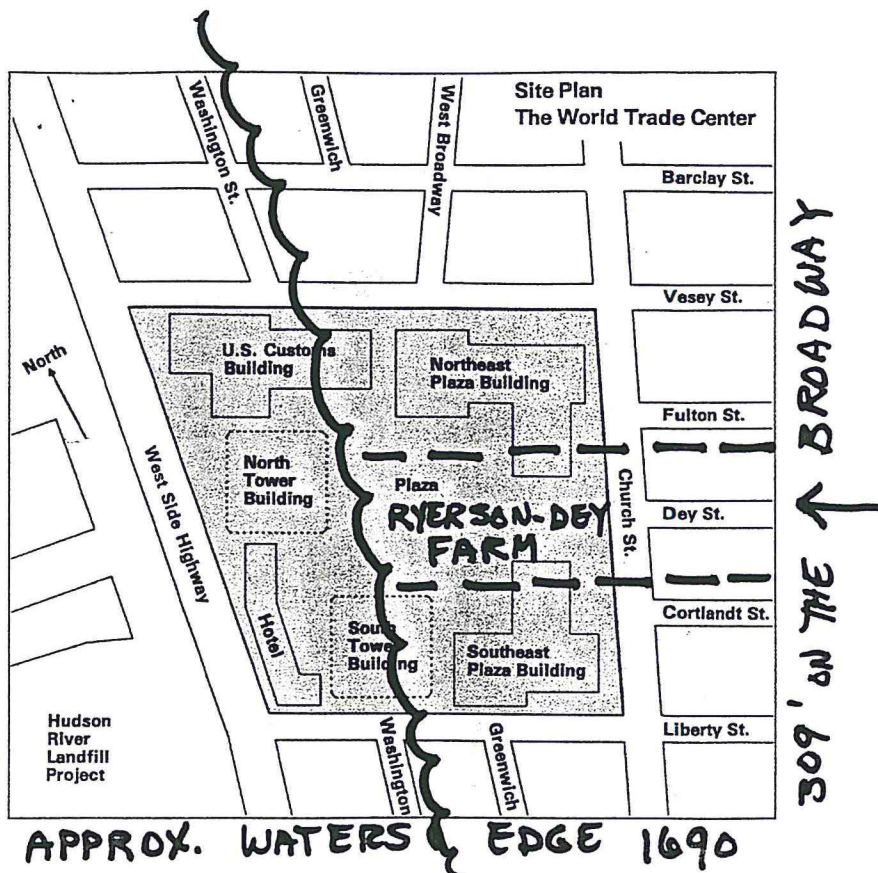 Site Plan
The World Trade Center
Washington St.
Greenwich
West Broadway
Barclay St.
Vesey St.
U.S. Customs
Building
Northeast
Plaza Building
North
Fulton St.
North
Tower
Building
Plaza
Church St.
West Side Highway
RYERSON-DEY
FARM
Dey St.
Cortlandt St.
Hotel
South
Tower
Building
Southeast
Plaza Building
Liberty St.
Hudson
River
Landfill
Project
Washington
Greenwich
309' ON THE ↑ BROADWAY
APPROX. WATERS EDGE 1690